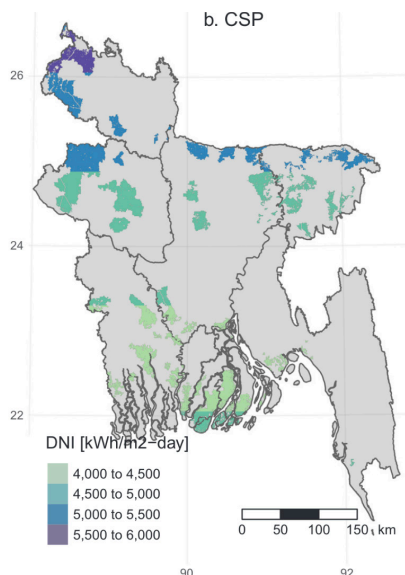 b. CSP
26
24
22
DNI [kWh/m2−day]
4,000 to 4,500
4,500 to 5,000
5,000 to 5,500
5,500 to 6,000
0 50 100 150 km
90 92